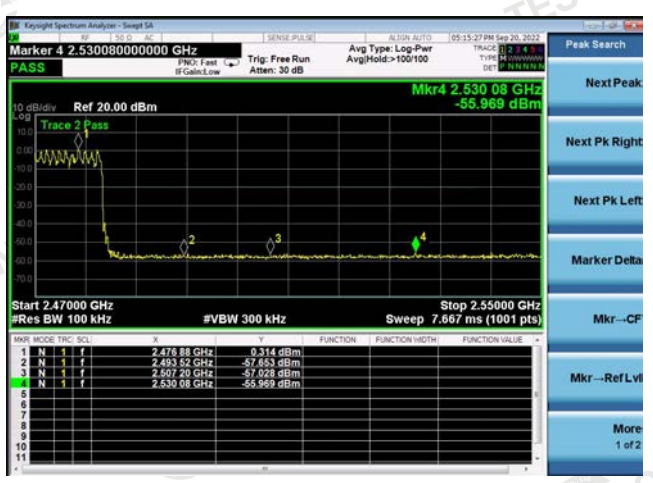 Keysight Spectrum Analyzer - Swept SA
RF 50 Ω AC SENSE:PULSE ALIGN AUTO 05:15:27 PM Sep 20, 2022
Marker 4 2.530080000000 GHz
PASS
PNO: Fast
IFGain:Low
Trig: Free Run
Atten: 30 dB
Avg Type: Log-Pwr
Avg|Hold:>100/100
TRACE 1 2 3 4 5 6
TYPE M WWWWW
DET P N N N N N
Mkr4 2.530 08 GHz
-55.969 dBm
10 dB/div Ref 20.00 dBm
Log
Trace 2 Pass
10.0
0.00
-10.0
-20.0
-30.0
-40.0
-50.0
-60.0
-70.0
1
2
3
4
Start 2.47000 GHz
Stop 2.55000 GHz
#Res BW 100 kHz
#VBW 300 kHz
Sweep 7.667 ms (1001 pts)
MKR MODE TRC SCL X Y FUNCTION FUNCTION WIDTH FUNCTION VALUE
1 N 1 f 2.476 88 GHz 0.314 dBm
2 N 1 f 2.493 52 GHz -57.653 dBm
3 N 1 f 2.507 20 GHz -57.028 dBm
4 N 1 f 2.530 08 GHz -55.969 dBm
5
6
7
8
9
10
11
Peak Search
Next Peak
Next Pk Right
Next Pk Left
Marker Delta
Mkr→CF
Mkr→Ref Lvl
More
1 of 2